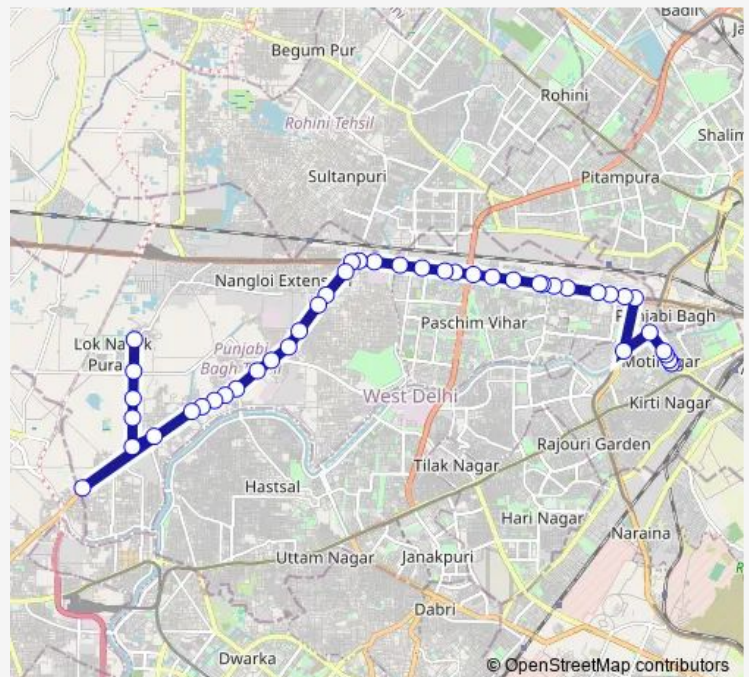 Badli
Begum Pur
Rohini
Rohini Tehsil
Shalim
Sultanpuri
Pitampura
Nangloi Exten
Punjabi Bagh
Paschim Vihar
Lok Na k
Pura
Punjabi
Bagh T
Moti Nagar
West Delhi
Kirti Nagar
Rajouri Garden
Tilak Nagar
Hastsal
Hari Nagar
Naraina
Uttam Nagar
Janakpuri
Dabri
Dwarka
© OpenStreetMap contributors